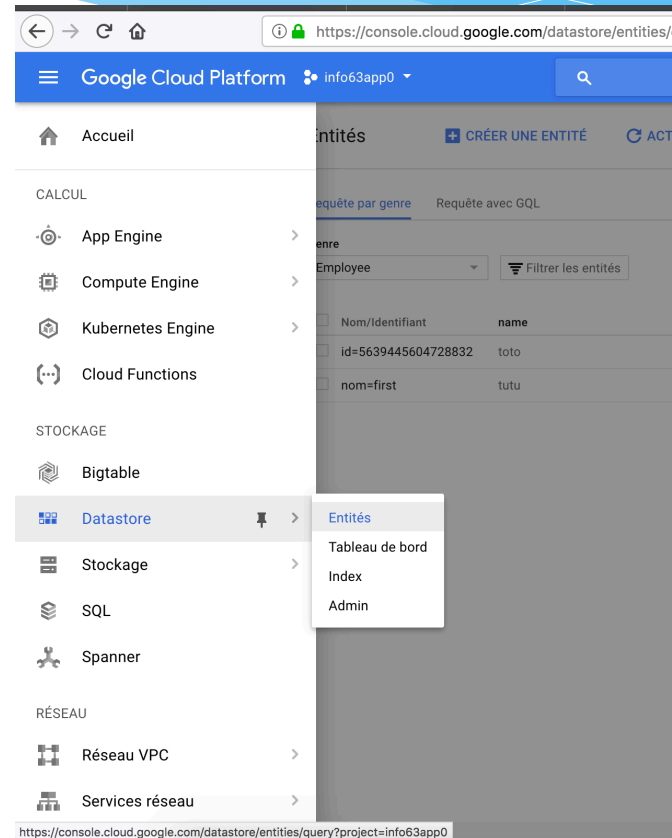 https://console.cloud.google.com/datastore/entities/
Google Cloud Platform
info63app0
Accueil
CALCUL
App Engine
Compute Engine
Kubernetes Engine
Cloud Functions
STOCKAGE
Bigtable
Datastore
Stockage
SQL
Spanner
RÉSEAU
Réseau VPC
Services réseau
Entités
Tableau de bord
Index
Admin
ntités
CRÉER UNE ENTITÉ
ACT
equête par genre
Requête avec GQL
enre
Employee
Filtrer les entités
Nom/Identifiant
name
id=5639445604728832
toto
nom=first
tutu
https://console.cloud.google.com/datastore/entities/query?project=info63app0